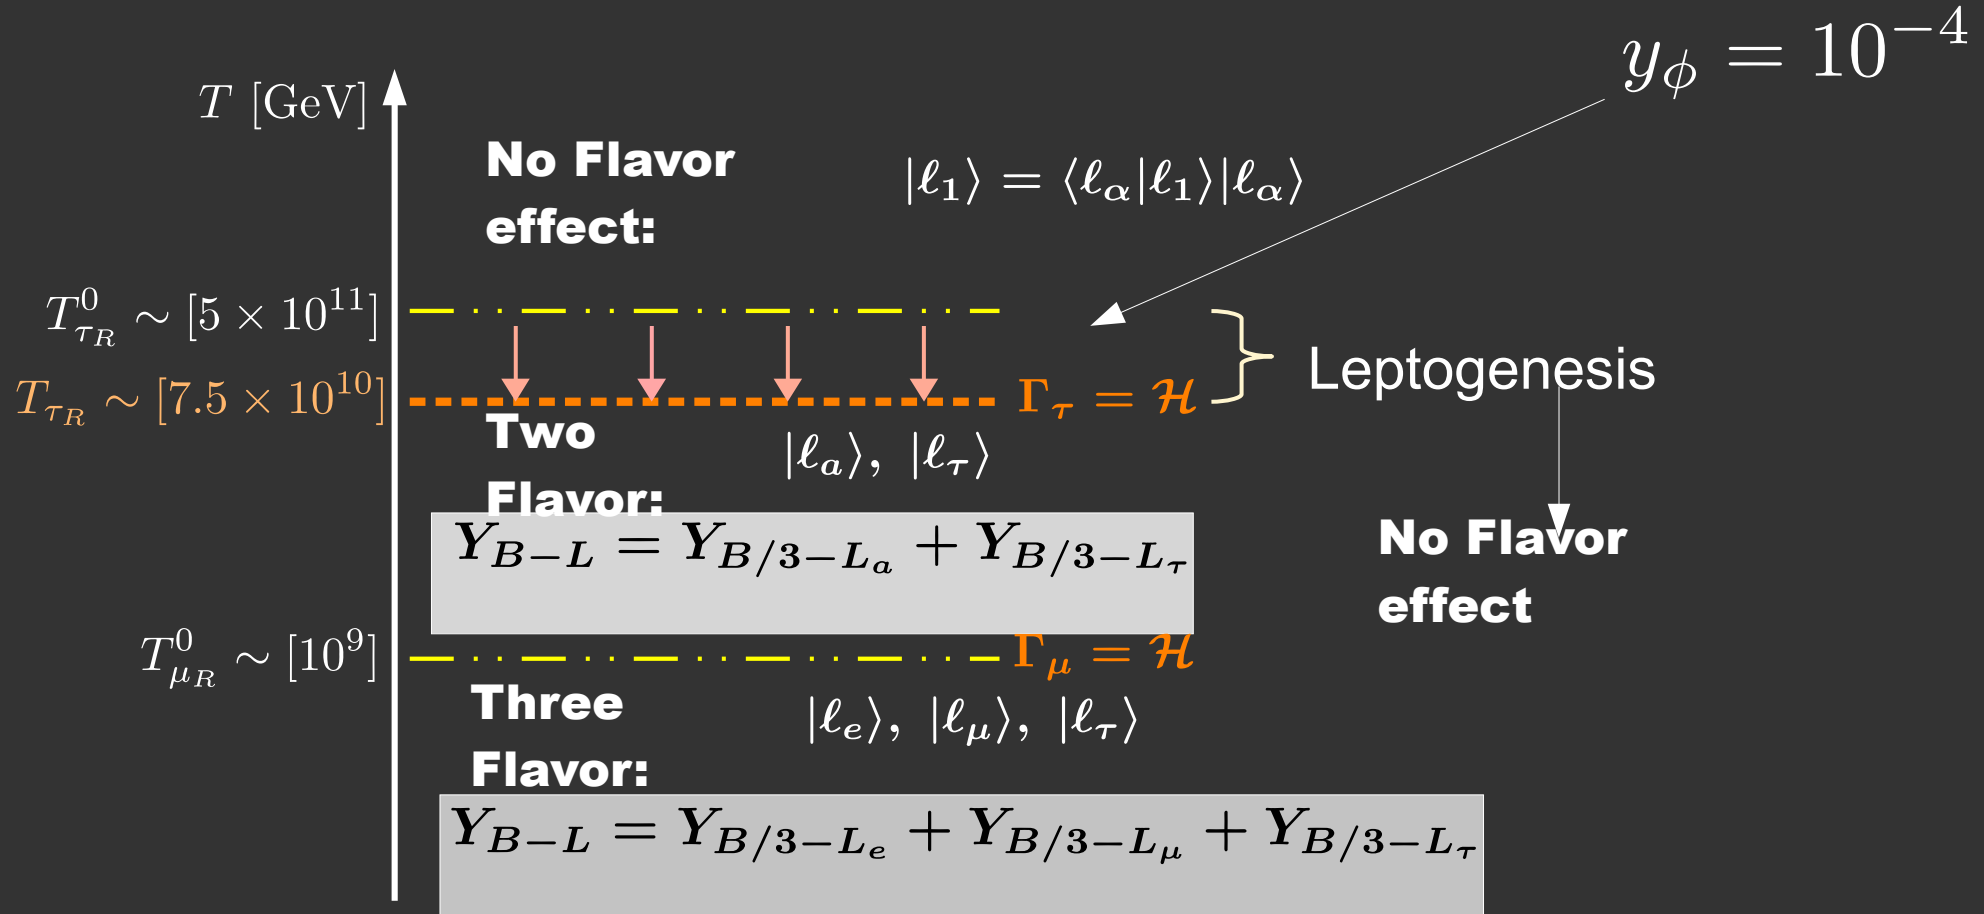 y_ϕ = 10^{−4}
T [GeV]
No Flavor
effect:
|ℓ_1⟩ = ⟨ℓ_α|ℓ_1⟩|ℓ_α⟩
T^0_{τ_R} ∼ [5 × 10^{11}]
Leptogenesis
T_{τ_R} ∼ [7.5 × 10^{10}]
Γ_τ = ℋ
Two
Flavor:
|ℓ_a⟩, |ℓ_τ⟩
Y_{B−L} = Y_{B/3−L_a} + Y_{B/3−L_τ}
No Flavor
effect
T^0_{μ_R} ∼ [10^9]
Γ_μ = ℋ
Three
Flavor:
|ℓ_e⟩, |ℓ_μ⟩, |ℓ_τ⟩
Y_{B−L} = Y_{B/3−L_e} + Y_{B/3−L_μ} + Y_{B/3−L_τ}